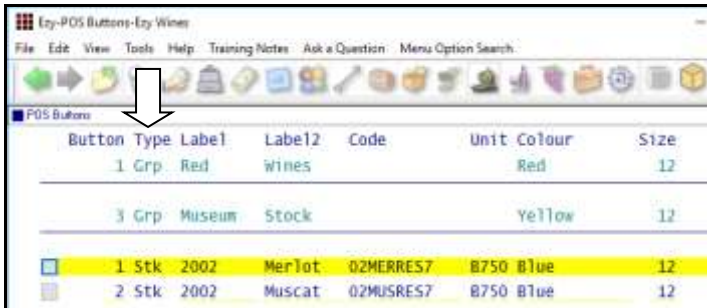 Ezy-POS Buttons-Ezy Wines
File Edit View Tools Help Training Notes Ask a Question Menu Option Search
POS Buttons
Button Type Label Label2 Code Unit Colour Size
1 Grp Red Wines Red 12
3 Grp Museum Stock Yellow 12
1 Stk 2002 Merlot 02MERRES7 B750 Blue 12
2 Stk 2002 Muscat 02MUSRES7 B750 Blue 12